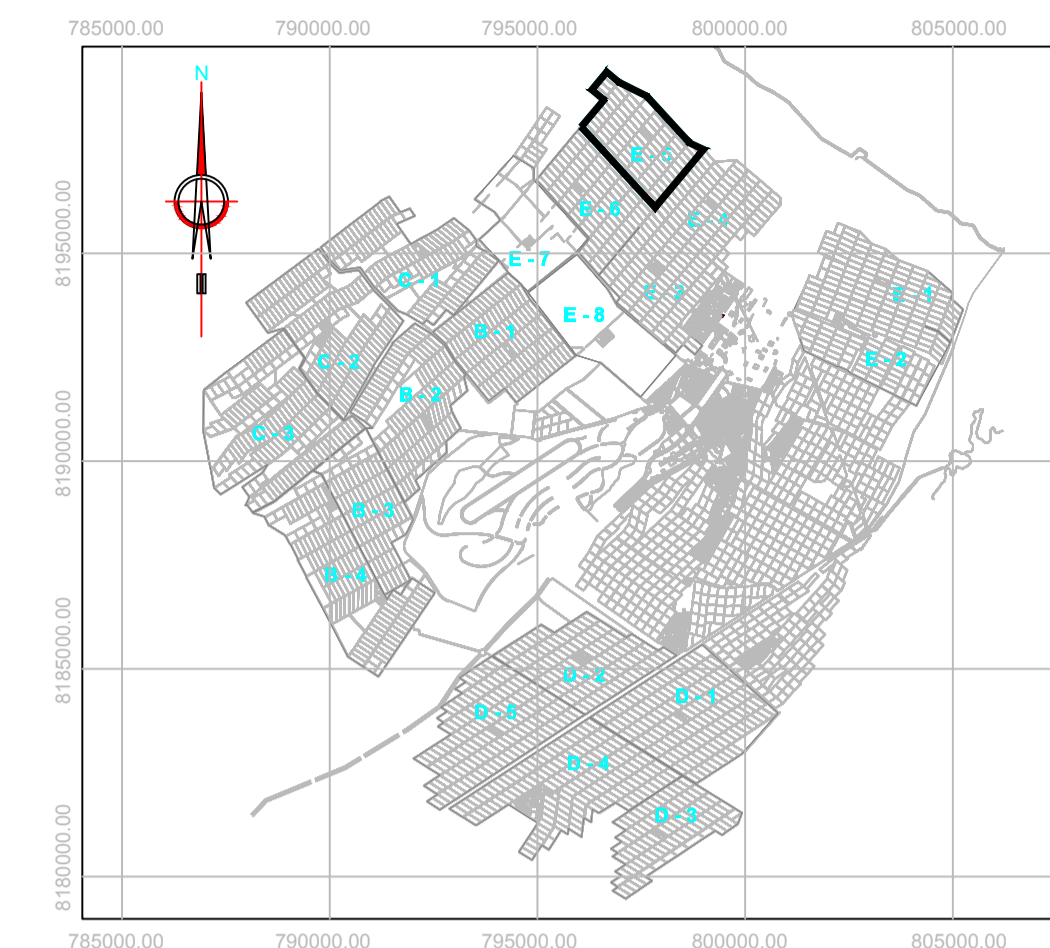 785000.00 790000.00 795000.00 800000.00 805000.00
N
E - 5
8195000.00
E - 6
E - 4
E - 7
C - 1
E - 3
E - 1
E - 8
B - 1
C - 2
E - 2
B - 2
C - 3
8190000.00
B - 3
B - 4
8185000.00
D - 2
D - 1
D - 5
D - 4
D - 3
8180000.00
785000.00 790000.00 795000.00 800000.00 805000.00